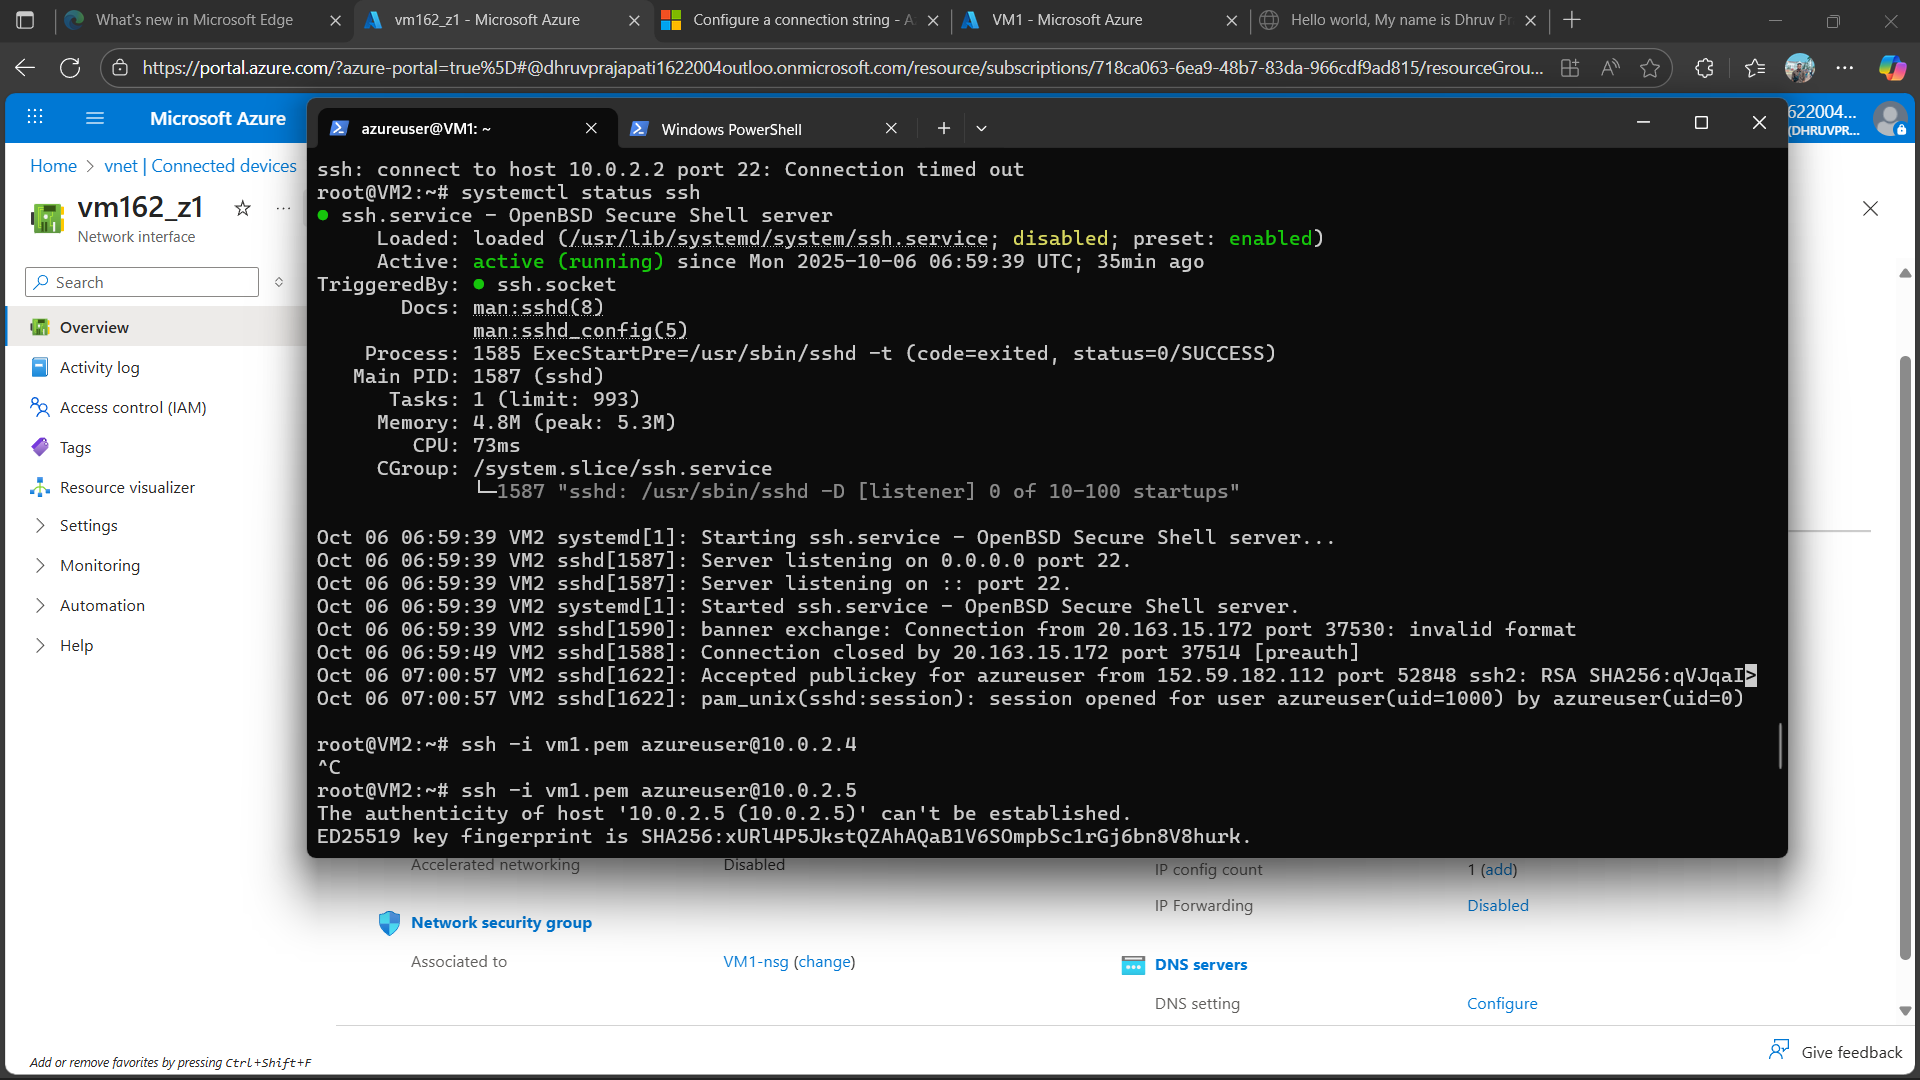 What's new in Microsoft Edge
vm162_z1 - Microsoft Azure
Configure a connection string - A
VM1 - Microsoft Azure
Hello world, My name is Dhruv Pr
https://portal.azure.com/?azure-portal=true%5D#@dhruvprajapati1622004outloo.onmicrosoft.com/resource/subscriptions/718ca063-6ea9-48b7-83da-966cdf9ad815/resourceGrou...
Microsoft Azure
622004...
(DHRUVPR...
Home > vnet | Connected devices
vm162_z1
Network interface
Search
Overview
Activity log
Access control (IAM)
Tags
Resource visualizer
Settings
Monitoring
Automation
Help
azureuser@VM1: ~
Windows PowerShell
ssh: connect to host 10.0.2.2 port 22: Connection timed out
root@VM2:~# systemctl status ssh
● ssh.service - OpenBSD Secure Shell server
Loaded: loaded (/usr/lib/systemd/system/ssh.service; disabled; preset: enabled)
Active: active (running) since Mon 2025-10-06 06:59:39 UTC; 35min ago
TriggeredBy: ● ssh.socket
Docs: man:sshd(8)
man:sshd_config(5)
Process: 1585 ExecStartPre=/usr/sbin/sshd -t (code=exited, status=0/SUCCESS)
Main PID: 1587 (sshd)
Tasks: 1 (limit: 993)
Memory: 4.8M (peak: 5.3M)
CPU: 73ms
CGroup: /system.slice/ssh.service
└─1587 "sshd: /usr/sbin/sshd -D [listener] 0 of 10-100 startups"
Oct 06 06:59:39 VM2 systemd[1]: Starting ssh.service - OpenBSD Secure Shell server...
Oct 06 06:59:39 VM2 sshd[1587]: Server listening on 0.0.0.0 port 22.
Oct 06 06:59:39 VM2 sshd[1587]: Server listening on :: port 22.
Oct 06 06:59:39 VM2 systemd[1]: Started ssh.service - OpenBSD Secure Shell server.
Oct 06 06:59:39 VM2 sshd[1590]: banner exchange: Connection from 20.163.15.172 port 37530: invalid format
Oct 06 06:59:49 VM2 sshd[1588]: Connection closed by 20.163.15.172 port 37514 [preauth]
Oct 06 07:00:57 VM2 sshd[1622]: Accepted publickey for azureuser from 152.59.182.112 port 52848 ssh2: RSA SHA256:qVJqaI>
Oct 06 07:00:57 VM2 sshd[1622]: pam_unix(sshd:session): session opened for user azureuser(uid=1000) by azureuser(uid=0)
root@VM2:~# ssh -i vm1.pem azureuser@10.0.2.4
^C
root@VM2:~# ssh -i vm1.pem azureuser@10.0.2.5
The authenticity of host '10.0.2.5 (10.0.2.5)' can't be established.
ED25519 key fingerprint is SHA256:xURl4P5JkstQZAhAQaB1V6SOmpbSc1rGj6bn8V8hurk.
Accelerated networking Disabled
IP config count 1 (add)
IP Forwarding Disabled
Network security group
Associated to VM1-nsg (change)
DNS servers
DNS setting Configure
Add or remove favorites by pressing Ctrl+Shift+F
Give feedback